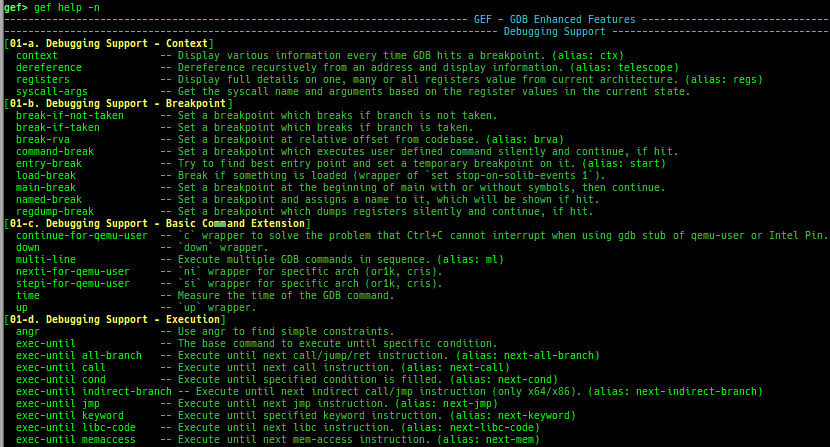 gef> gef help -n
GEF - GDB Enhanced Features
Debugging Support
[01-a. Debugging Support - Context]
context -- Display various information every time GDB hits a breakpoint. (alias: ctx)
dereference -- Dereference recursively from an address and display information. (alias: telescope)
registers -- Display full details on one, many or all registers value from current architecture. (alias: regs)
syscall-args -- Get the syscall name and arguments based on the register values in the current state.
[01-b. Debugging Support - Breakpoint]
break-if-not-taken -- Set a breakpoint which breaks if branch is not taken.
break-if-taken -- Set a breakpoint which breaks if branch is taken.
break-rva -- Set a breakpoint at relative offset from codebase. (alias: brva)
command-break -- Set a breakpoint which executes user defined command silently and continue, if hit.
entry-break -- Try to find best entry point and set a temporary breakpoint on it. (alias: start)
load-break -- Break if something is loaded (wrapper of `set stop-on-solib-events 1`).
main-break -- Set a breakpoint at the beginning of main with or without symbols, then continue.
named-break -- Set a breakpoint and assigns a name to it, which will be shown if hit.
regdump-break -- Set a breakpoint which dumps registers silently and continue, if hit.
[01-c. Debugging Support - Basic Command Extension]
continue-for-qemu-user -- `c` wrapper to solve the problem that Ctrl+C cannot interrupt when using gdb stub of qemu-user or Intel Pin.
down -- `down` wrapper.
multi-line -- Execute multiple GDB commands in sequence. (alias: ml)
nexti-for-qemu-user -- `ni` wrapper for specific arch (or1k, cris).
stepi-for-qemu-user -- `si` wrapper for specific arch (or1k, cris).
time -- Measure the time of the GDB command.
up -- `up` wrapper.
[01-d. Debugging Support - Execution]
angr -- Use angr to find simple constraints.
exec-until -- The base command to execute until specific condition.
exec-until all-branch -- Execute until next call/jump/ret instruction. (alias: next-all-branch)
exec-until call -- Execute until next call instruction. (alias: next-call)
exec-until cond -- Execute until specified condition is filled. (alias: next-cond)
exec-until indirect-branch -- Execute until next indirect call/jmp instruction (only x64/x86). (alias: next-indirect-branch)
exec-until jmp -- Execute until next jmp instruction. (alias: next-jmp)
exec-until keyword -- Execute until specified keyword instruction. (alias: next-keyword)
exec-until libc-code -- Execute until next libc instruction. (alias: next-libc-code)
exec-until memaccess -- Execute until next mem-access instruction. (alias: next-mem)